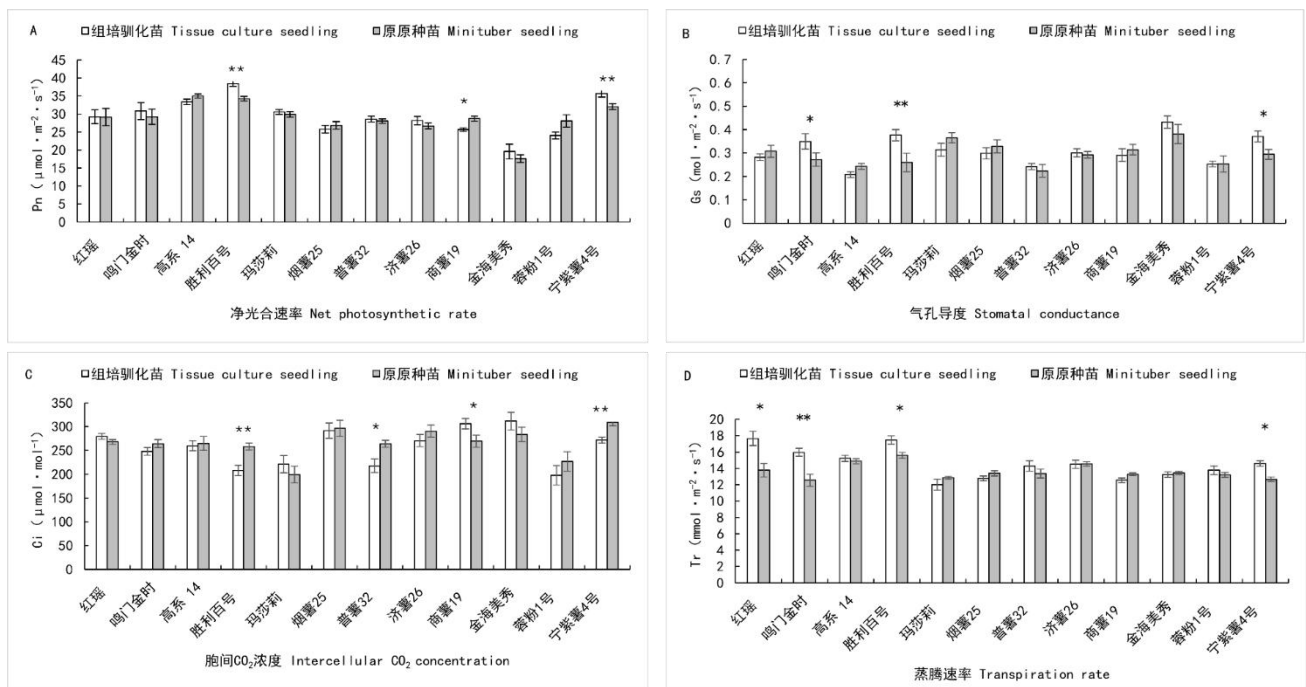 A
□组培驯化苗 Tissue culture seedling ■原原种苗 Minituber seedling
Pn (μmol·m⁻²·s⁻¹)
45
40
35
30
25
20
15
10
5
0
**
*
**
红瑶 鸣门金时 高系 14 胜利百号 玛莎莉 烟薯25 普薯32 济薯26 商薯19 金海美秀 蓉粉1号 宁紫薯4号
净光合速率 Net photosynthetic rate
B
□组培驯化苗 Tissue culture seedling ■原原种苗 Minituber seedling
Gs (mol·m⁻²·s⁻¹)
0.7
0.6
0.5
0.4
0.3
0.2
0.1
0
*
**
*
红瑶 鸣门金时 高系 14 胜利百号 玛莎莉 烟薯25 普薯32 济薯26 商薯19 金海美秀 蓉粉1号 宁紫薯4号
气孔导度 Stomatal conductance
C
□组培驯化苗 Tissue culture seedling ■原原种苗 Minituber seedling
Ci (μmol·mol⁻¹)
350
300
250
200
150
100
50
0
**
*
*
**
红瑶 鸣门金时 高系 14 胜利百号 玛莎莉 烟薯25 普薯32 济薯26 商薯19 金海美秀 蓉粉1号 宁紫薯4号
胞间CO₂浓度 Intercellular CO₂ concentration
D
□组培驯化苗 Tissue culture seedling ■原原种苗 Minituber seedling
Tr (mmol·m⁻²·s⁻¹)
20
18
16
14
12
10
8
6
4
2
0
*
**
*
*
红瑶 鸣门金时 高系 14 胜利百号 玛莎莉 烟薯25 普薯32 济薯26 商薯19 金海美秀 蓉粉1号 宁紫薯4号
蒸腾速率 Transpiration rate